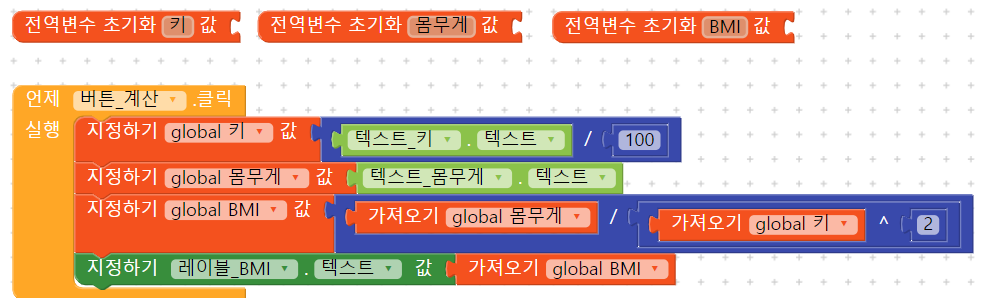 전역변수 초기화 키 값 전역변수 초기화 몸무게 값 전역변수 초기화 BMI 값
언제 버튼_계산 .클릭
실행 지정하기 global 키 값 텍스트_키 . 텍스트 / 100
지정하기 global 몸무게 값 텍스트_몸무게 . 텍스트
지정하기 global BMI 값 가져오기 global 몸무게 / 가져오기 global 키 ^ 2
지정하기 레이블_BMI . 텍스트 값 가져오기 global BMI